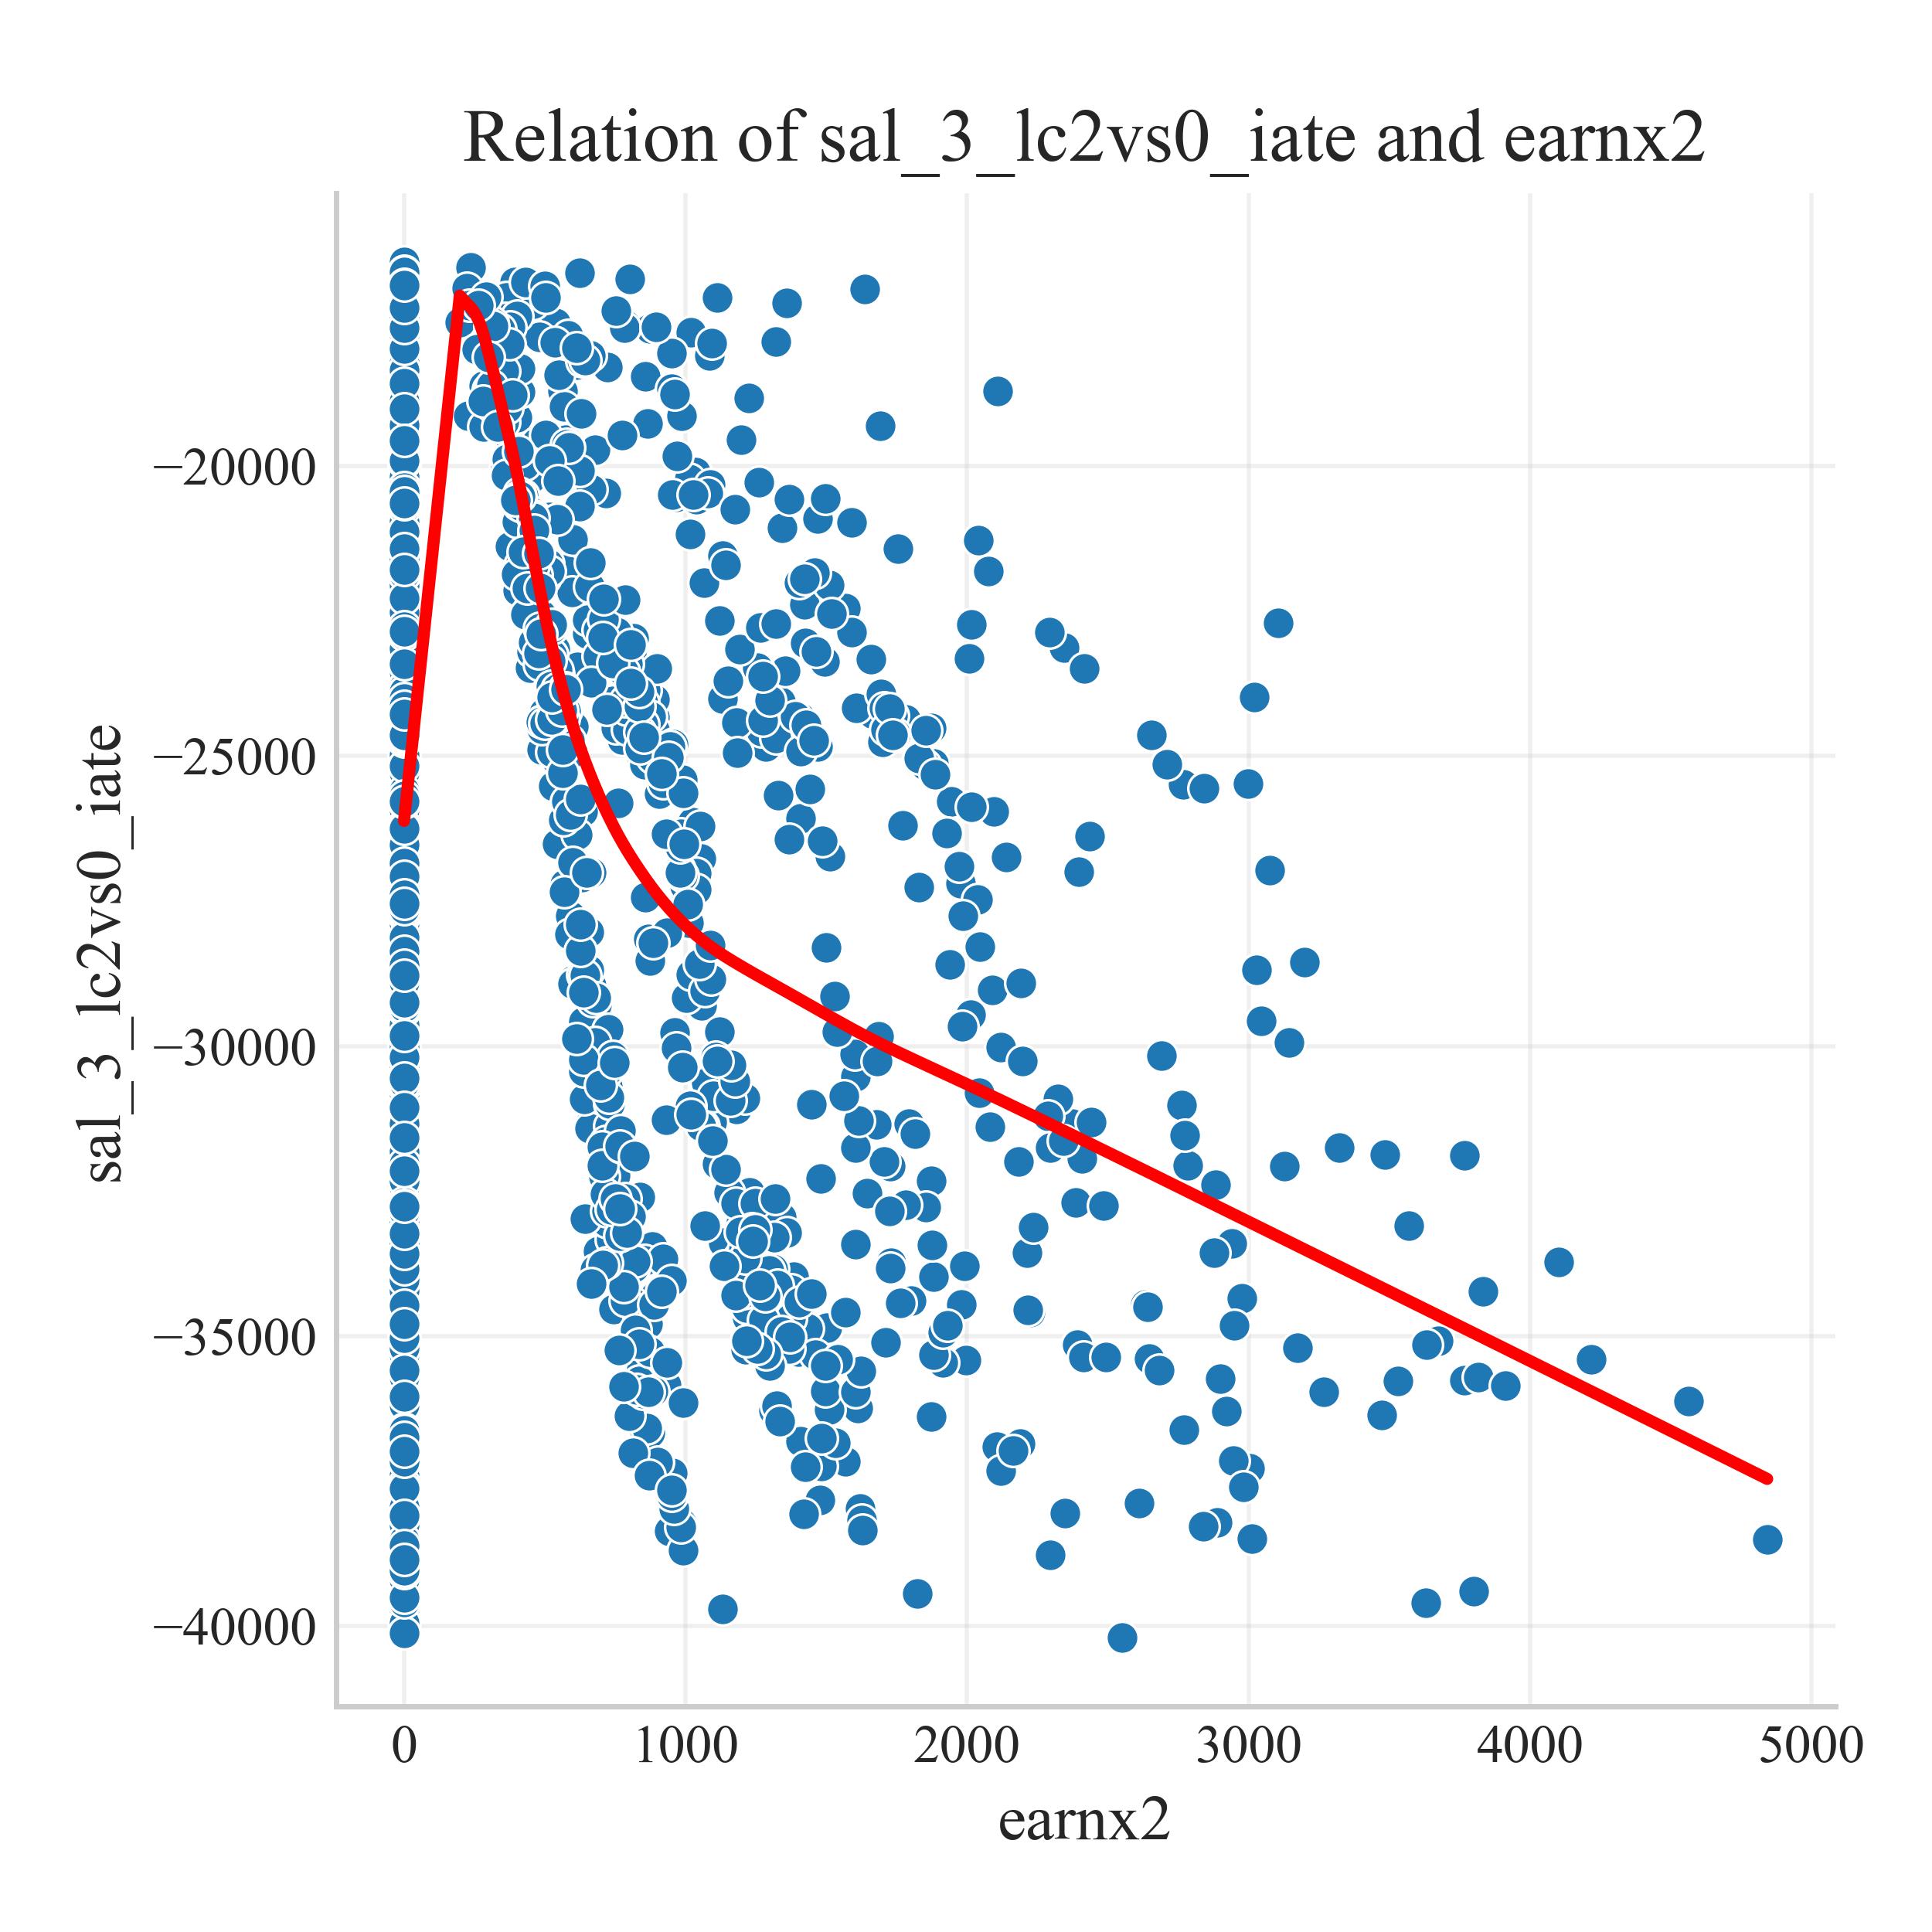 Relation of sal_3_lc2vs0_iate and earnx2
sal_3_lc2vs0_iate
−20000
−25000
−30000
−35000
−40000
0 1000 2000 3000 4000 5000
earnx2